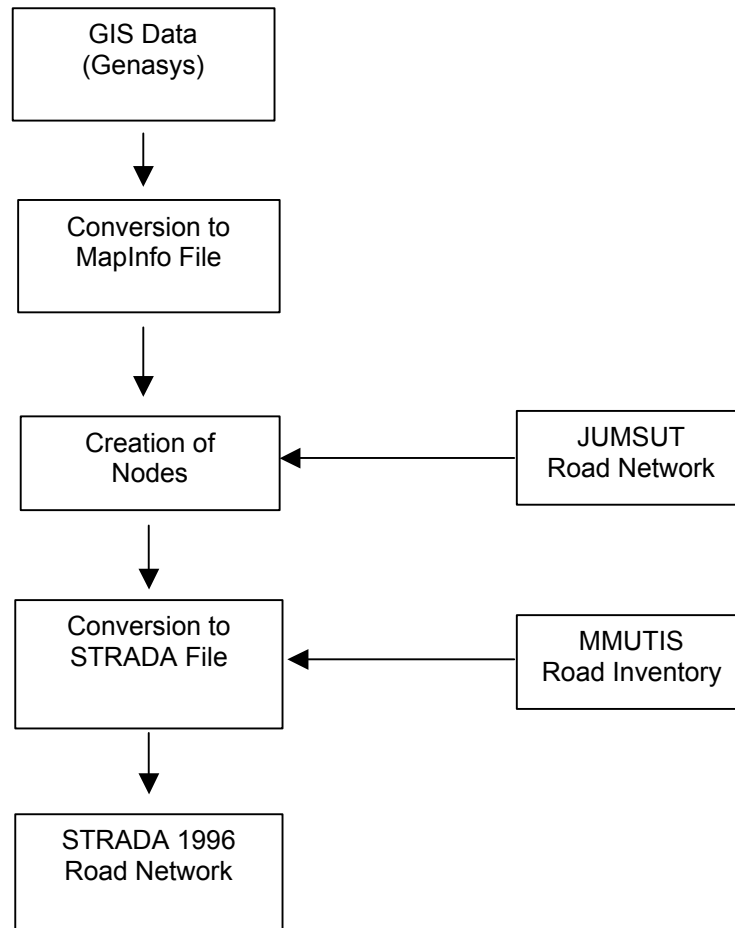 GIS Data
(Genasys)
Conversion to
MapInfo File
Creation of
Nodes
JUMSUT
Road Network
Conversion to
STRADA File
MMUTIS
Road Inventory
STRADA 1996
Road Network